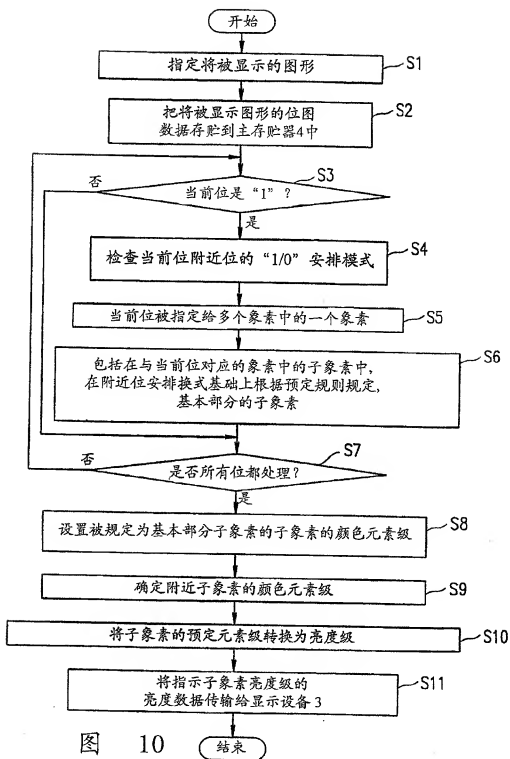 开始
指定将被显示的图形
S1
把将被显示图形的位图
数据存贮到主存贮器4中
S2
S3
否
当前位是“1”?
是
检查当前位附近位的“1/0”安排模式
S4
当前位被指定给多个象素中的一个象素
S5
包括在与当前位对应的象素中的子象素中,
在附近位安排换式基础上根据预定规则规定,
基本部分的子象素
S6
S7
否
是否所有位都处理?
是
设置被规定为基本部分子象素的子象素的颜色元素级
S8
确定附近子象素的颜色元素级
S9
将子象素的预定元素级转换为亮度级
S10
将指示子象素亮度级的
亮度数据传输给显示设备3
S11
图 10
结束